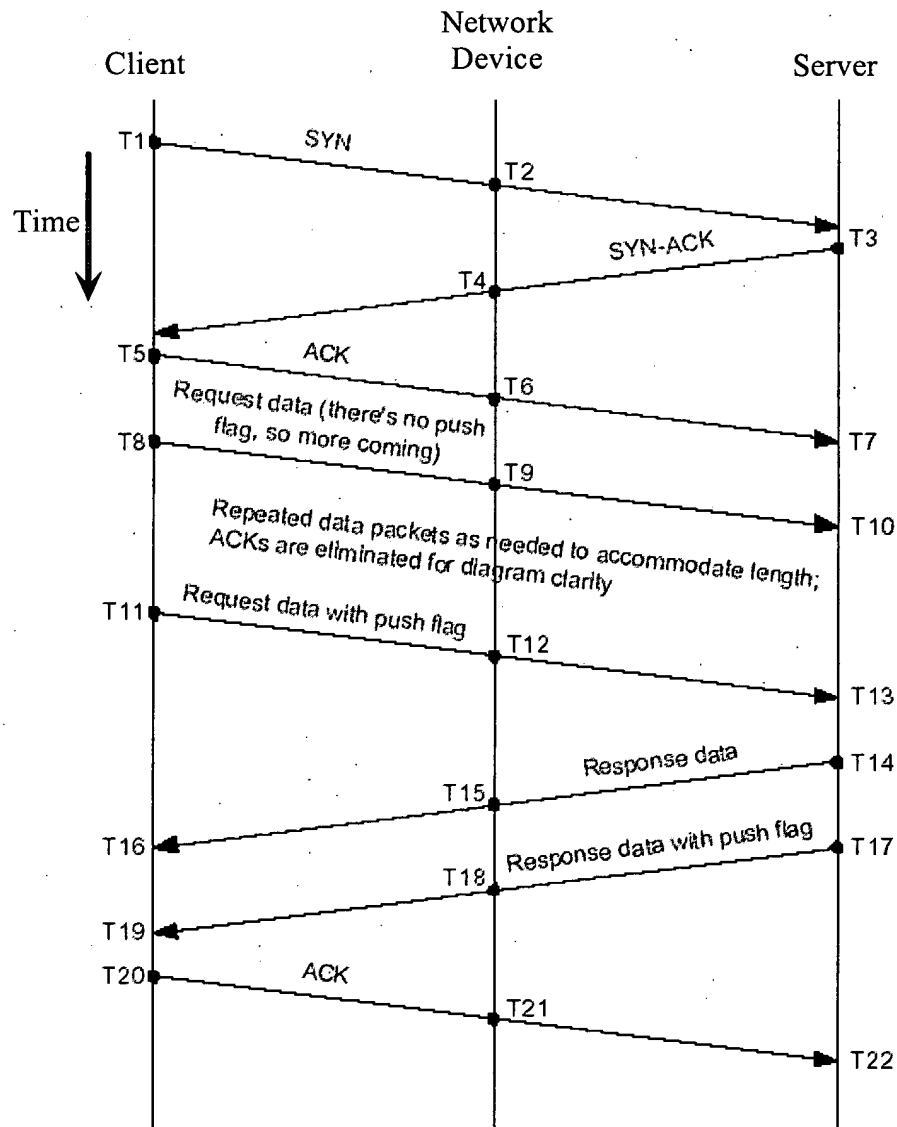 Network
Device
Client
Server
T1
SYN
T2
Time
T3
SYN-ACK
T4
T5
ACK
T6
Request data (there's no push
flag, so more coming)
T7
T8
T9
T10
Repeated data packets as needed to accommodate length;
ACKs are eliminated for diagram clarity
T11
Request data with push flag
T12
T13
Response data
T14
T15
T16
Response data with push flag
T17
T18
T19
T20
ACK
T21
T22